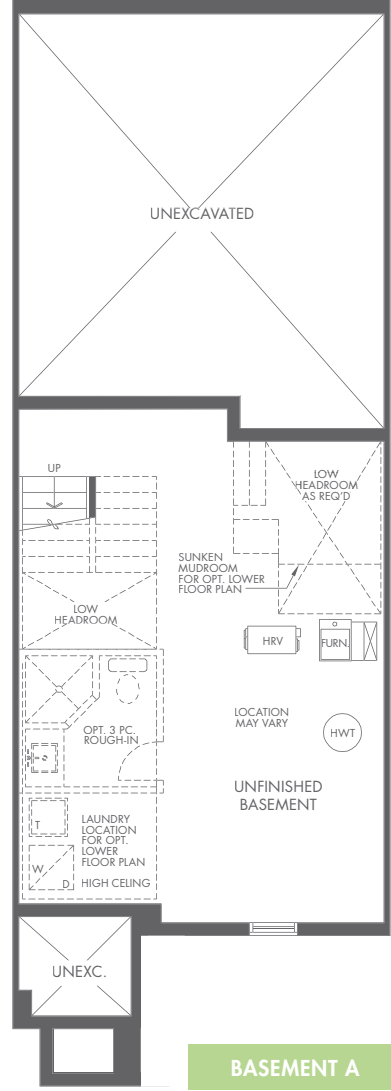 UNEXCAVATED
UP
LOW
HEADROOM
AS REQ'D
SUNKEN
MUDROOM
FOR OPT. LOWER
FLOOR PLAN
LOW
HEADROOM
HRV
FURN.
OPT. 3 PC.
ROUGH-IN
LOCATION
MAY VARY
HWT
UNFINISHED
BASEMENT
T
LAUNDRY
LOCATION
FOR OPT.
LOWER
FLOOR PLAN
W
D
HIGH CELING
UNEXC.
BASEMENT A